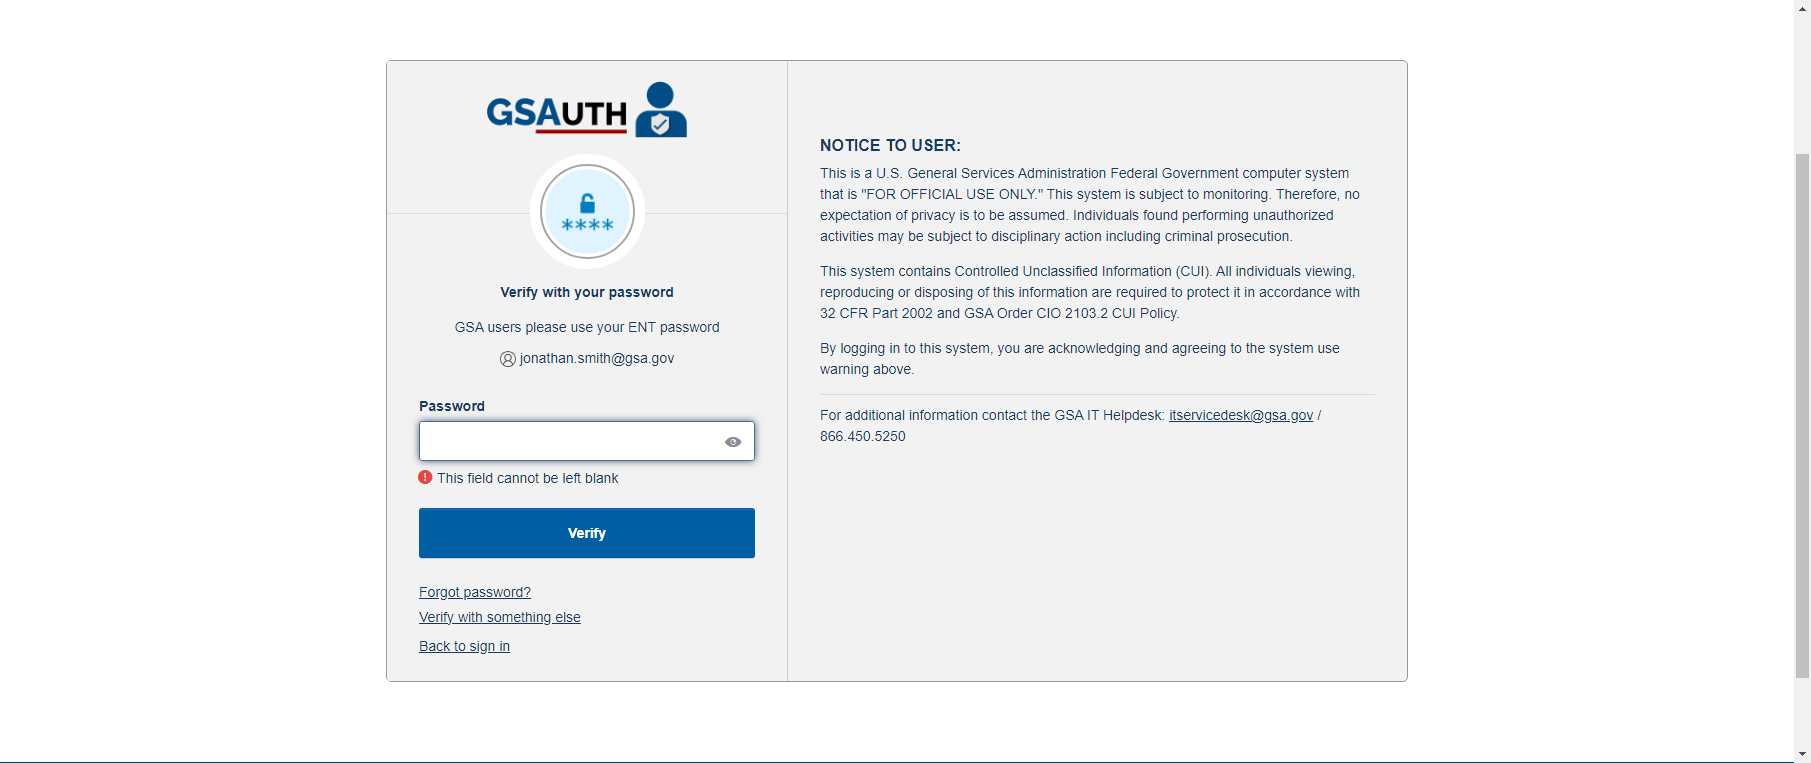 GSAUTH
****
Verify with your password
GSA users please use your ENT password
jonathan.smith@gsa.gov
Password
This field cannot be left blank
Verify
Forgot password?
Verify with something else
Back to sign in
NOTICE TO USER:
This is a U.S. General Services Administration Federal Government computer system
that is "FOR OFFICIAL USE ONLY." This system is subject to monitoring. Therefore, no
expectation of privacy is to be assumed. Individuals found performing unauthorized
activities may be subject to disciplinary action including criminal prosecution.
This system contains Controlled Unclassified Information (CUI). All individuals viewing,
reproducing or disposing of this information are required to protect it in accordance with
32 CFR Part 2002 and GSA Order CIO 2103.2 CUI Policy.
By logging in to this system, you are acknowledging and agreeing to the system use
warning above.
For additional information contact the GSA IT Helpdesk: itservicedesk@gsa.gov /
866.450.5250